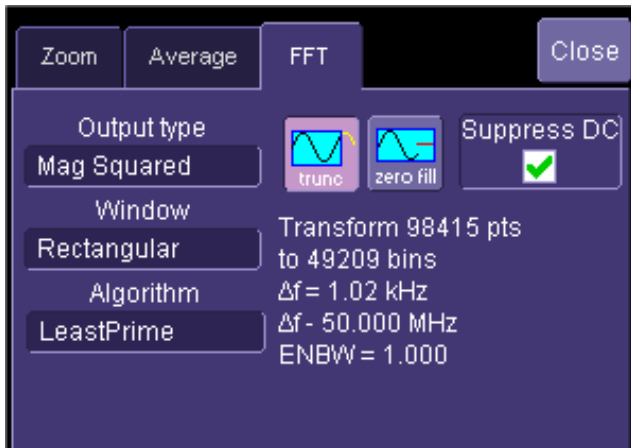 Zoom
Average
FFT
Close
Output type
Mag Squared
Window
Rectangular
Algorithm
LeastPrime
trunc
zero fill
Suppress DC
Transform 98415 pts
to 49209 bins
Δf = 1.02 kHz
Δf - 50.000 MHz
ENBW = 1.000